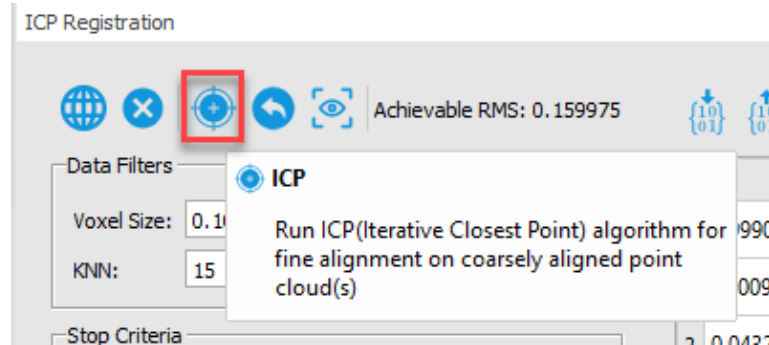 ICP Registration
Achievable RMS: 0.159975
Data Filters
ICP
Voxel Size:
Run ICP(Iterative Closest Point) algorithm for
KNN: 15
fine alignment on coarsely aligned point
cloud(s)
Stop Criteria